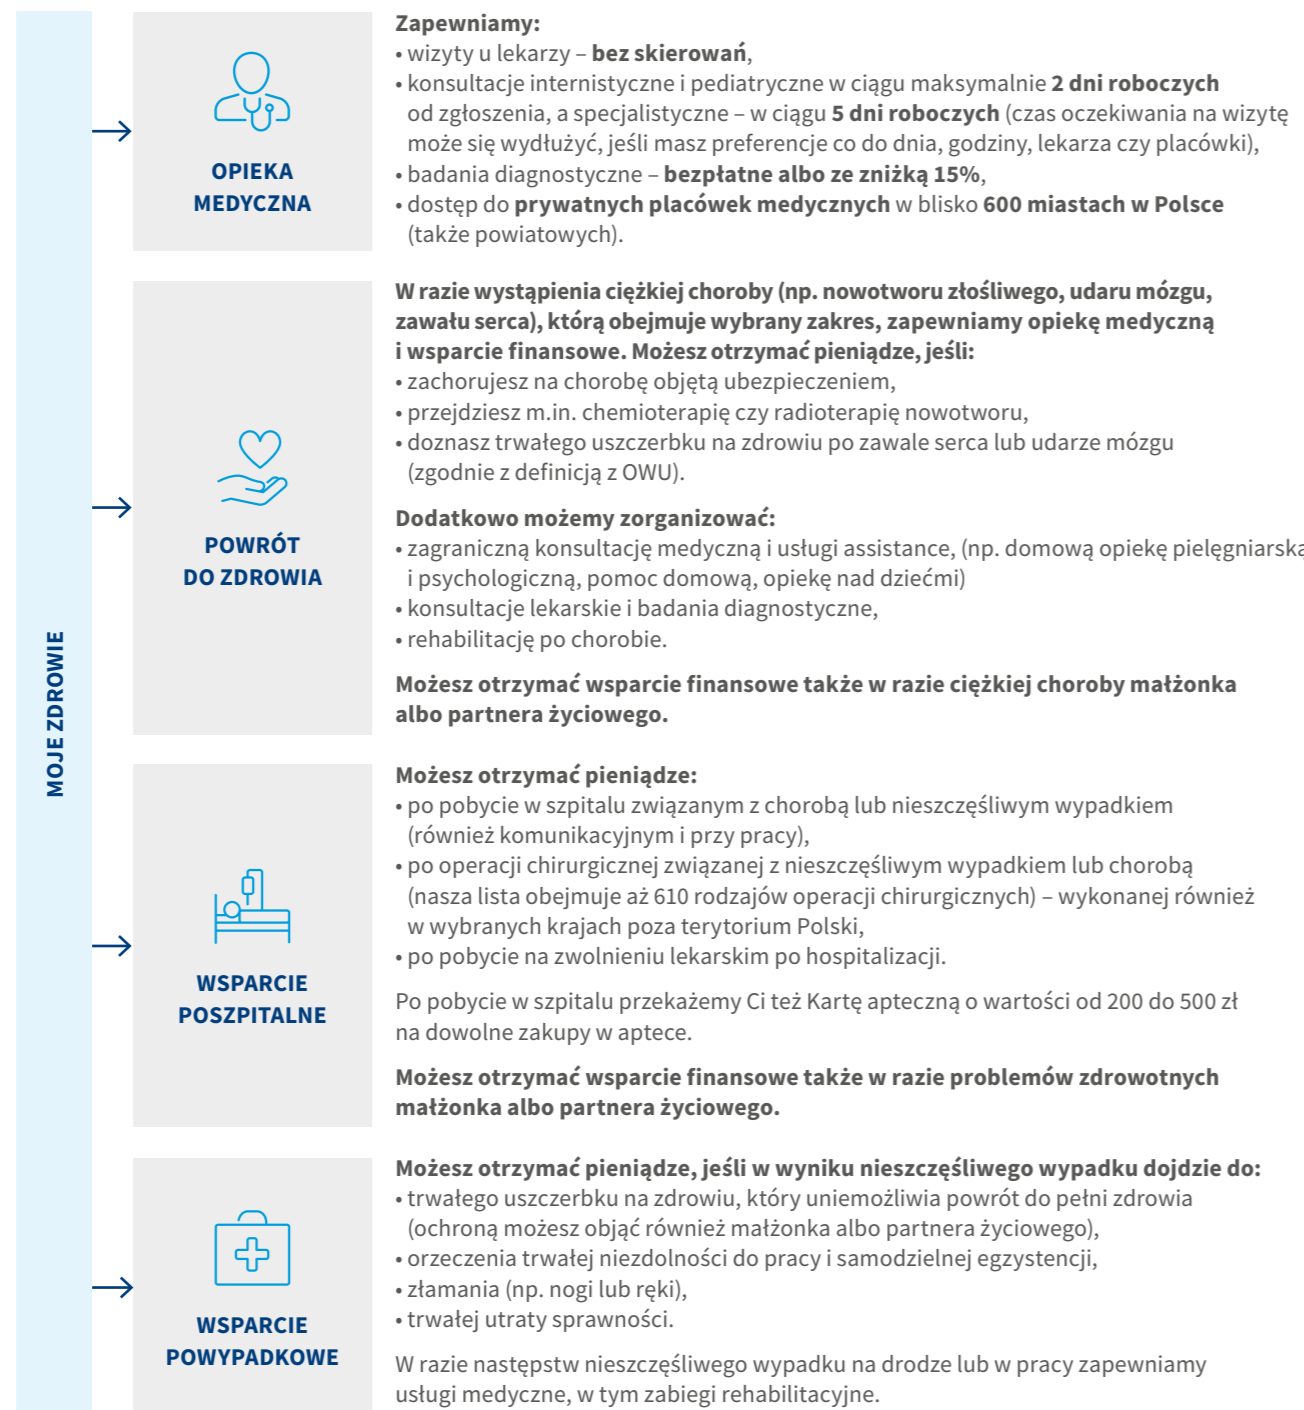 MOJE ZDROWIE
OPIEKA
MEDYCZNA
Zapewniamy:
• wizyty u lekarzy – bez skierowań,
• konsultacje internistyczne i pediatryczne w ciągu maksymalnie 2 dni roboczych
od zgłoszenia, a specjalistyczne – w ciągu 5 dni roboczych (czas oczekiwania na wizytę
może się wydłużyć, jeśli masz preferencje co do dnia, godziny, lekarza czy placówki),
• badania diagnostyczne – bezpłatne albo ze zniżką 15%,
• dostęp do prywatnych placówek medycznych w blisko 600 miastach w Polsce
(także powiatowych).
POWRÓT
DO ZDROWIA
W razie wystąpienia ciężkiej choroby (np. nowotworu złośliwego, udaru mózgu,
zawału serca), którą obejmuje wybrany zakres, zapewniamy opiekę medyczną
i wsparcie finansowe. Możesz otrzymać pieniądze, jeśli:
• zachorujesz na chorobę objętą ubezpieczeniem,
• przejdziesz m.in. chemioterapię czy radioterapię nowotworu,
• doznasz trwałego uszczerbku na zdrowiu po zawale serca lub udarze mózgu
(zgodnie z definicją z OWU).
Dodatkowo możemy zorganizować:
• zagraniczną konsultację medyczną i usługi assistance, (np. domową opiekę pielęgniarską
i psychologiczną, pomoc domową, opiekę nad dziećmi)
• konsultacje lekarskie i badania diagnostyczne,
• rehabilitację po chorobie.
Możesz otrzymać wsparcie finansowe także w razie ciężkiej choroby małżonka
albo partnera życiowego.
WSPARCIE
POSZPITALNE
Możesz otrzymać pieniądze:
• po pobycie w szpitalu związanym z chorobą lub nieszczęśliwym wypadkiem
(również komunikacyjnym i przy pracy),
• po operacji chirurgicznej związanej z nieszczęśliwym wypadkiem lub chorobą
(nasza lista obejmuje aż 610 rodzajów operacji chirurgicznych) – wykonanej również
w wybranych krajach poza terytorium Polski,
• po pobycie na zwolnieniu lekarskim po hospitalizacji.
Po pobycie w szpitalu przekażemy Ci też Kartę apteczną o wartości od 200 do 500 zł
na dowolne zakupy w aptece.
Możesz otrzymać wsparcie finansowe także w razie problemów zdrowotnych
małżonka albo partnera życiowego.
WSPARCIE
POWYPADKOWE
Możesz otrzymać pieniądze, jeśli w wyniku nieszczęśliwego wypadku dojdzie do:
• trwałego uszczerbku na zdrowiu, który uniemożliwia powrót do pełni zdrowia
(ochroną możesz objąć również małżonka albo partnera życiowego),
• orzeczenia trwałej niezdolności do pracy i samodzielnej egzystencji,
• złamania (np. nogi lub ręki),
• trwałej utraty sprawności.
W razie następstw nieszczęśliwego wypadku na drodze lub w pracy zapewniamy
usługi medyczne, w tym zabiegi rehabilitacyjne.